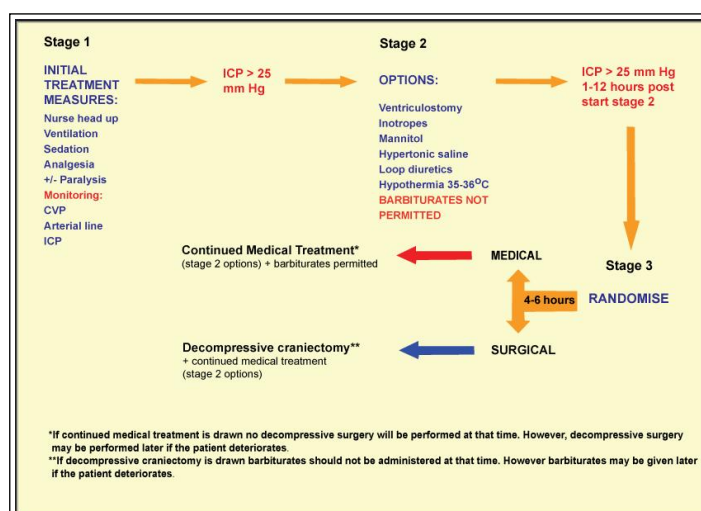 Stage 1
INITIAL
TREATMENT
MEASURES:
Nurse head up
Ventilation
Sedation
Analgesia
+/- Paralysis
Monitoring:
CVP
Arterial line
ICP
ICP > 25
mm Hg
Stage 2
OPTIONS:
Ventriculostomy
Inotropes
Mannitol
Hypertonic saline
Loop diuretics
Hypothermia 35-36°C
BARBITURATES NOT
PERMITTED
ICP > 25 mm Hg
1-12 hours post
start stage 2
Stage 3
RANDOMISE
4-6 hours
MEDICAL
Continued Medical Treatment*
(stage 2 options) + barbiturates permitted
SURGICAL
Decompressive craniectomy**
+ continued medical treatment
(stage 2 options)
*If continued medical treatment is drawn no decompressive surgery will be performed at that time. However, decompressive surgery
may be performed later if the patient deteriorates.
**If decompressive craniectomy is drawn barbiturates should not be administered at that time. However barbiturates may be given later
if the patient deteriorates.